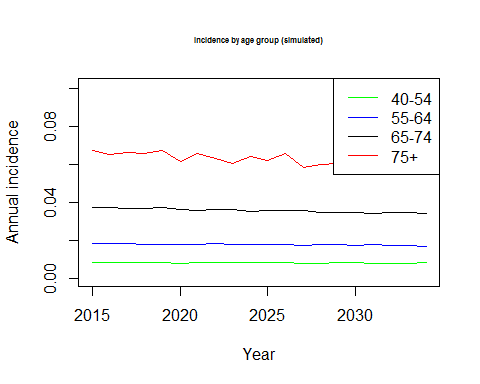 Incidence by age group (simulated)
40-54
55-64
65-74
75+
Annual incidence
0.08
0.04
0.00
2015 2020 2025 2030
Year